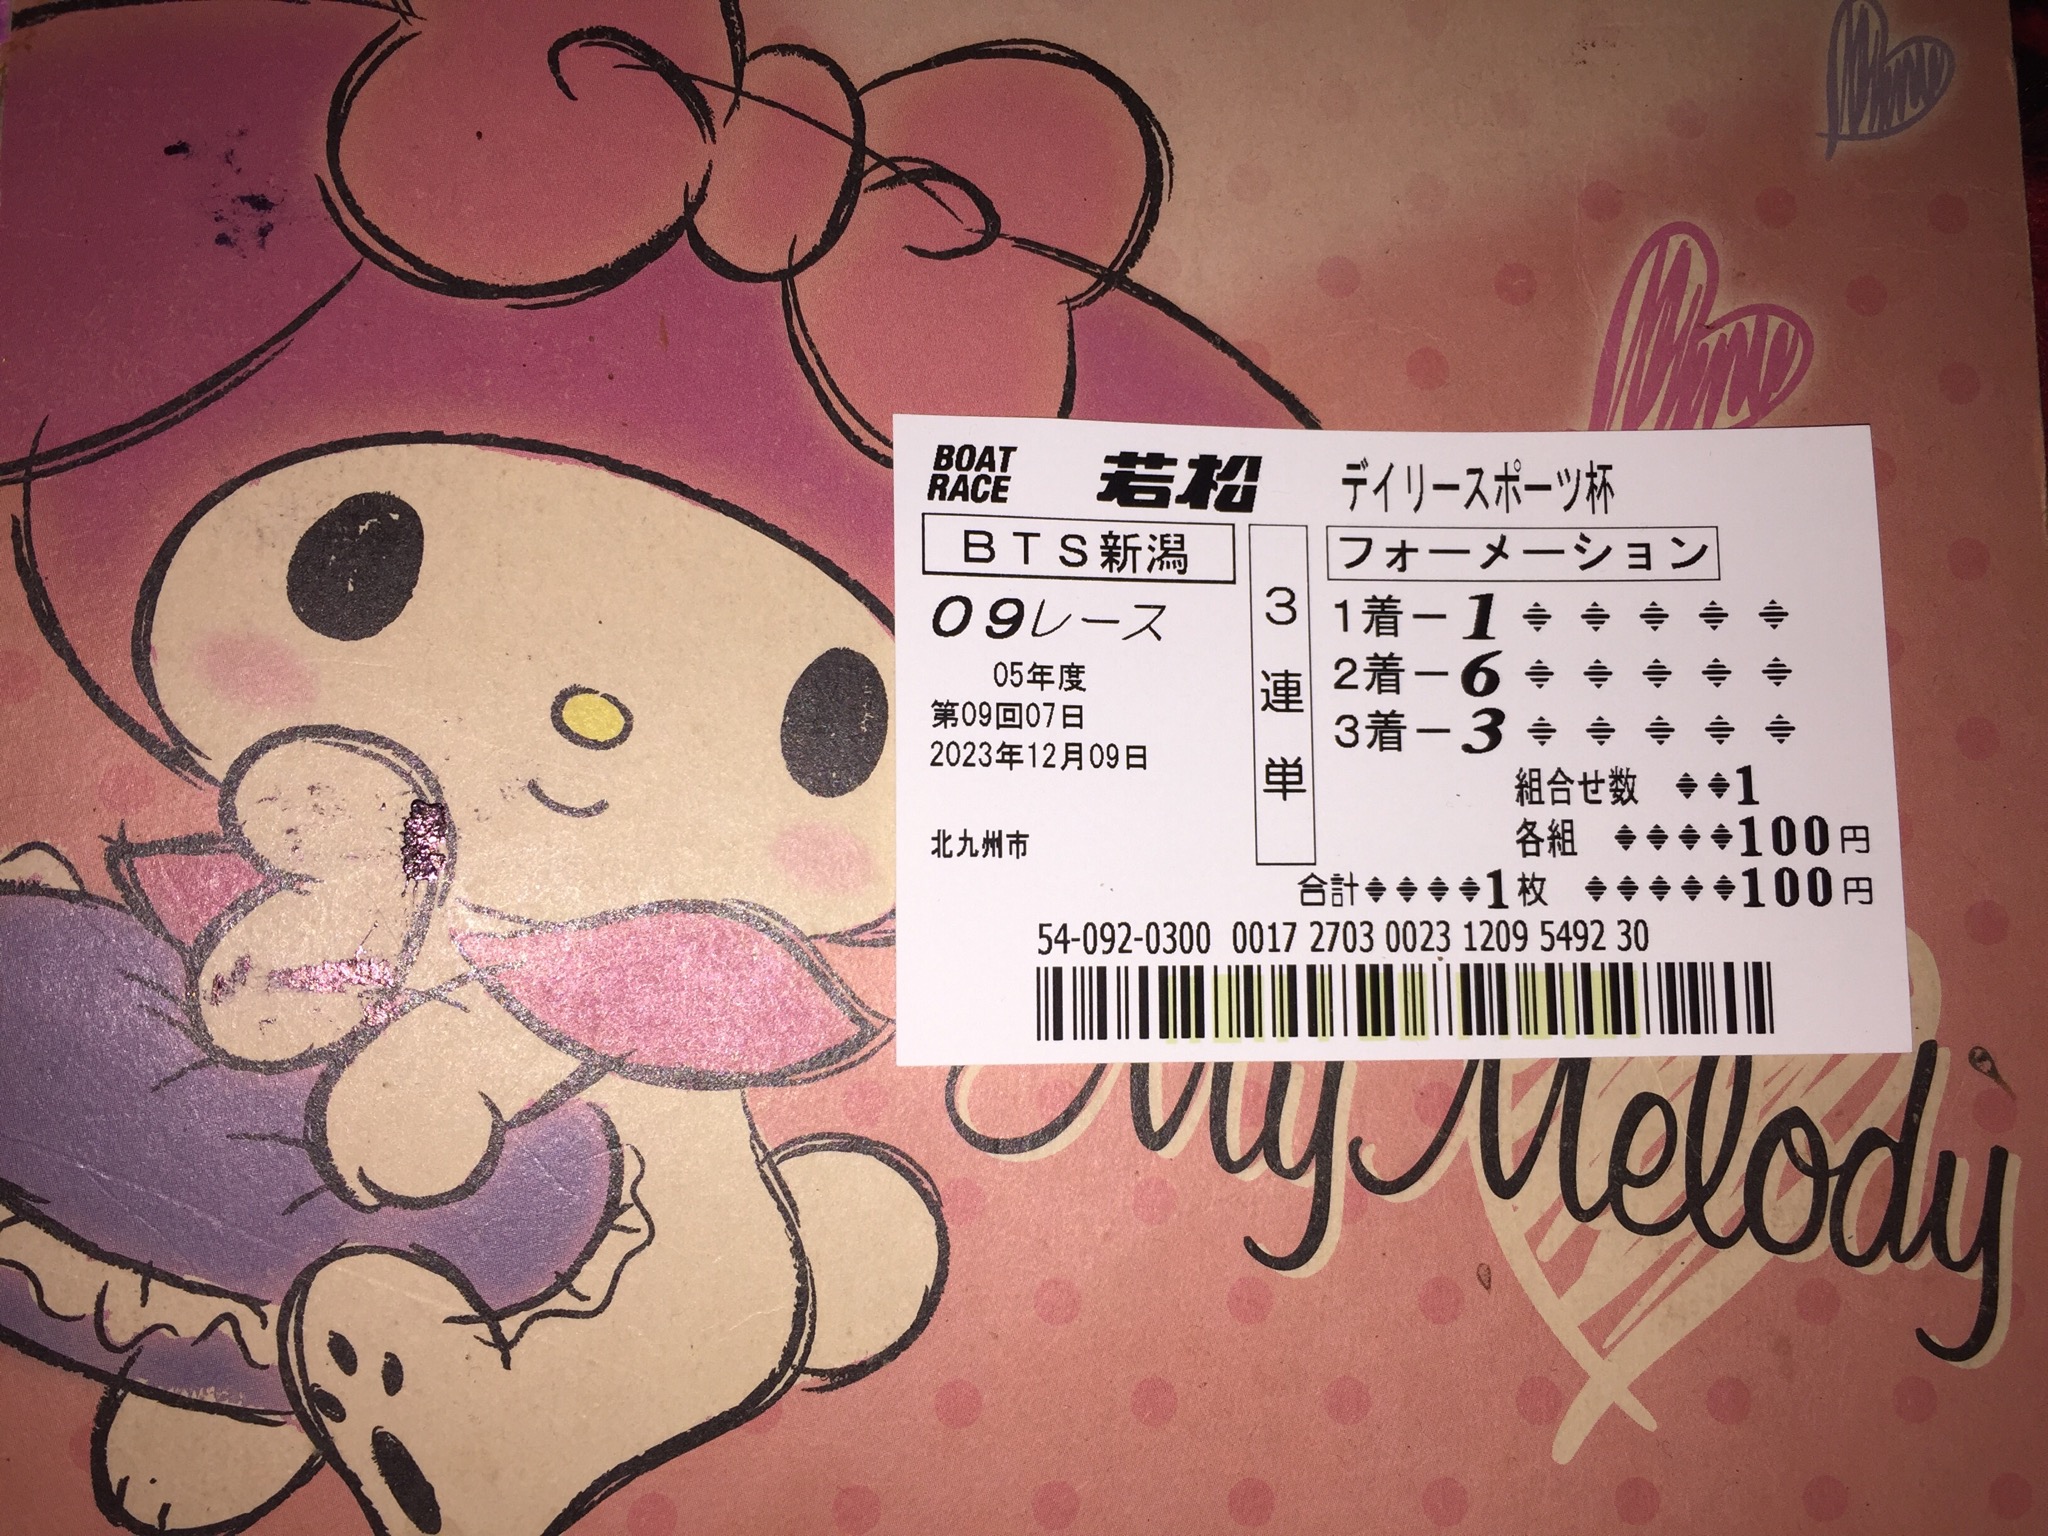 BOAT RACE 若松 デイリースポーツ杯
BTS新潟
09レース
05年度
第09回07日
2023年12月09日
北九州市
3連単
フォーメーション
1着-1
2着-6
3着-3
組合せ数 1
各組 100円
合計 1枚 100円
54-092-0300 0017 2703 0023 1209 5492 30
My Melody